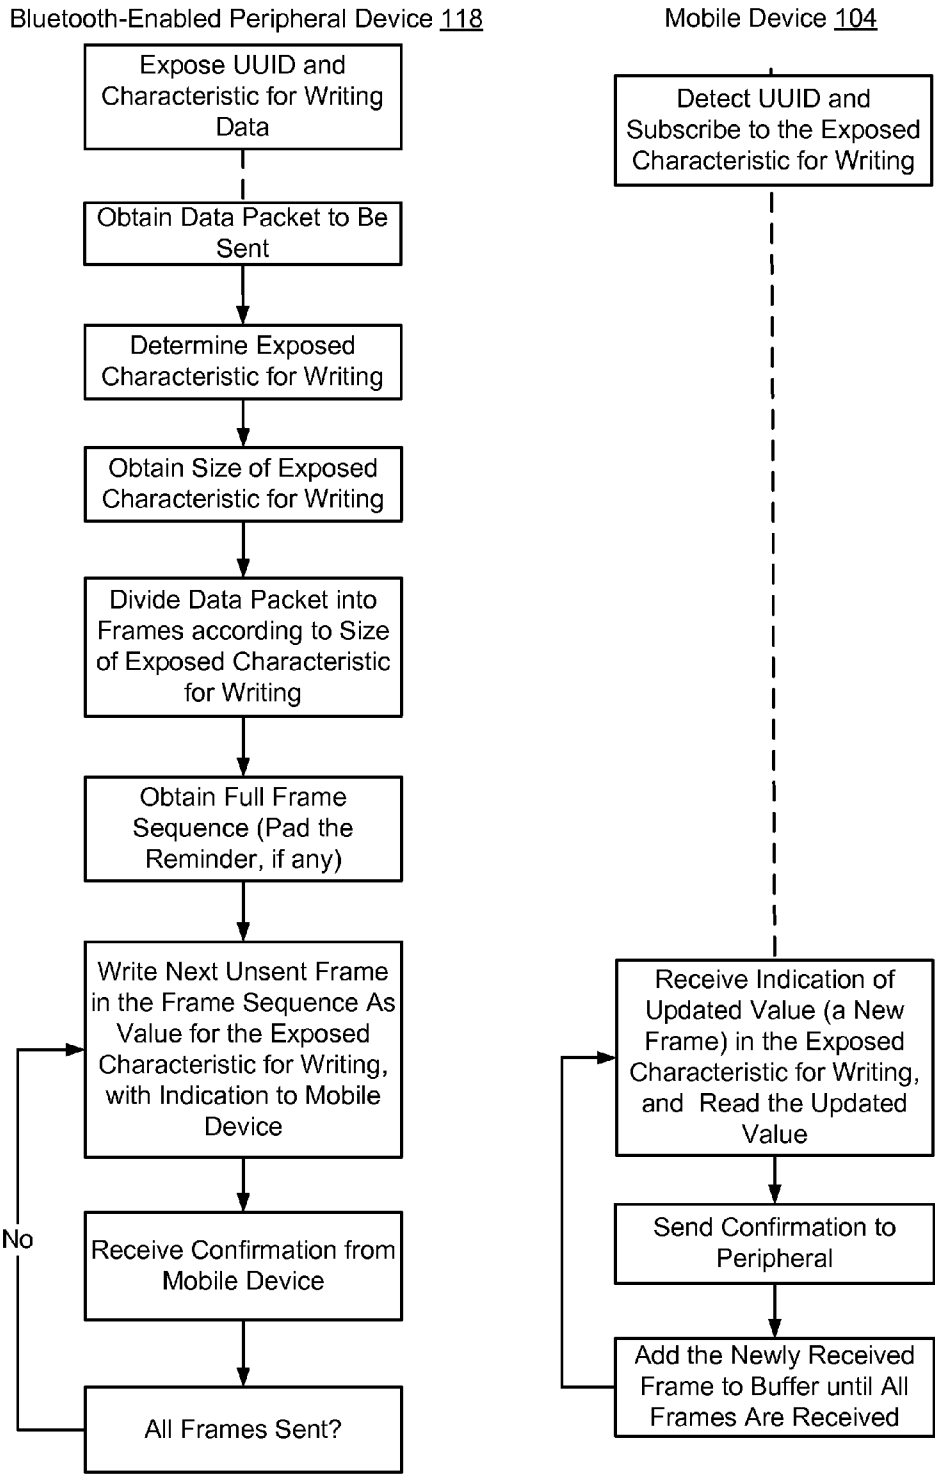 Bluetooth-Enabled Peripheral Device 118
Expose UUID and
Characteristic for Writing
Data
Obtain Data Packet to Be
Sent
Determine Exposed
Characteristic for Writing
Obtain Size of Exposed
Characteristic for Writing
Divide Data Packet into
Frames according to Size
of Exposed Characteristic
for Writing
Obtain Full Frame
Sequence (Pad the
Reminder, if any)
Write Next Unsent Frame
in the Frame Sequence As
Value for the Exposed
Characteristic for Writing,
with Indication to Mobile
Device
No
Receive Confirmation from
Mobile Device
All Frames Sent?
Mobile Device 104
Detect UUID and
Subscribe to the Exposed
Characteristic for Writing
Receive Indication of
Updated Value (a New
Frame) in the Exposed
Characteristic for Writing,
and Read the Updated
Value
Send Confirmation to
Peripheral
Add the Newly Received
Frame to Buffer until All
Frames Are Received